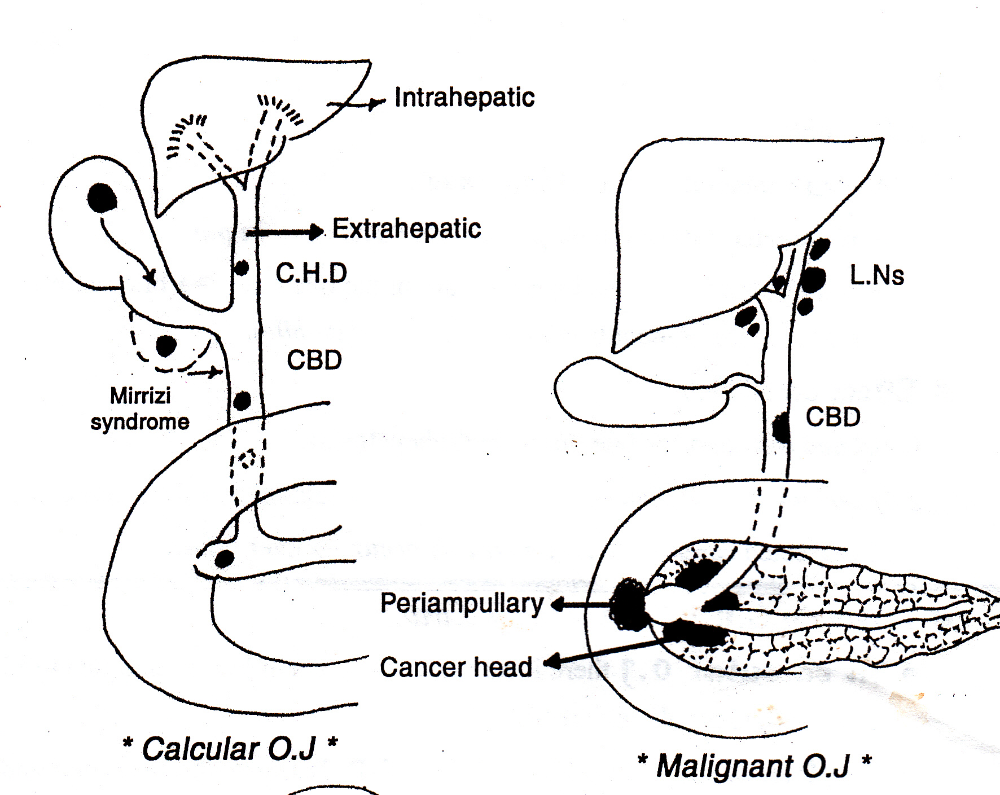 Intrahepatic
Extrahepatic
C.H.D
CBD
Mirrizi
syndrome
* Calcular O.J *
L.Ns
CBD
Periampullary
Cancer head
* Malignant O.J *